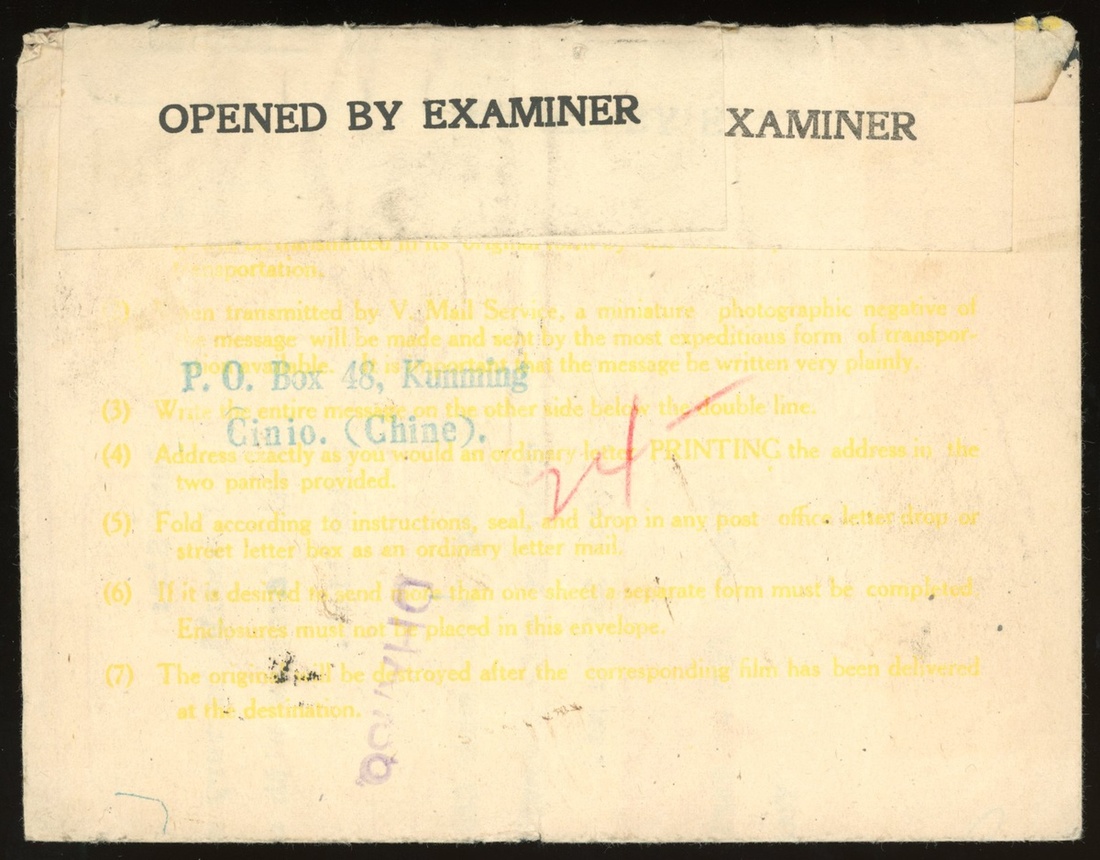 OPENED BY EXAMINER XAMINER
transmitted in its original
transportation.
transmitted by V. Mail Service, a miniature photographic negative of
message will be made and sent by the most expeditious form of transpor-
available. It is important that the message be written very plainly.
P. O. Box 48, Kunming
(3) Write the entire message on the other side below the double line.
Cinio. (Chine).
(4) Address exactly as you would an ordinary letter PRINTING the address in the
two panels provided.
24
(5) Fold according to instructions, seal, and drop in any post office letter drop or
street letter box as an ordinary letter mail.
(6) If it is desired to send more than one sheet a separate form must be completed.
Enclosures must not be placed in this envelope.
(7) The original will be destroyed after the corresponding film has been delivered
at the destination.